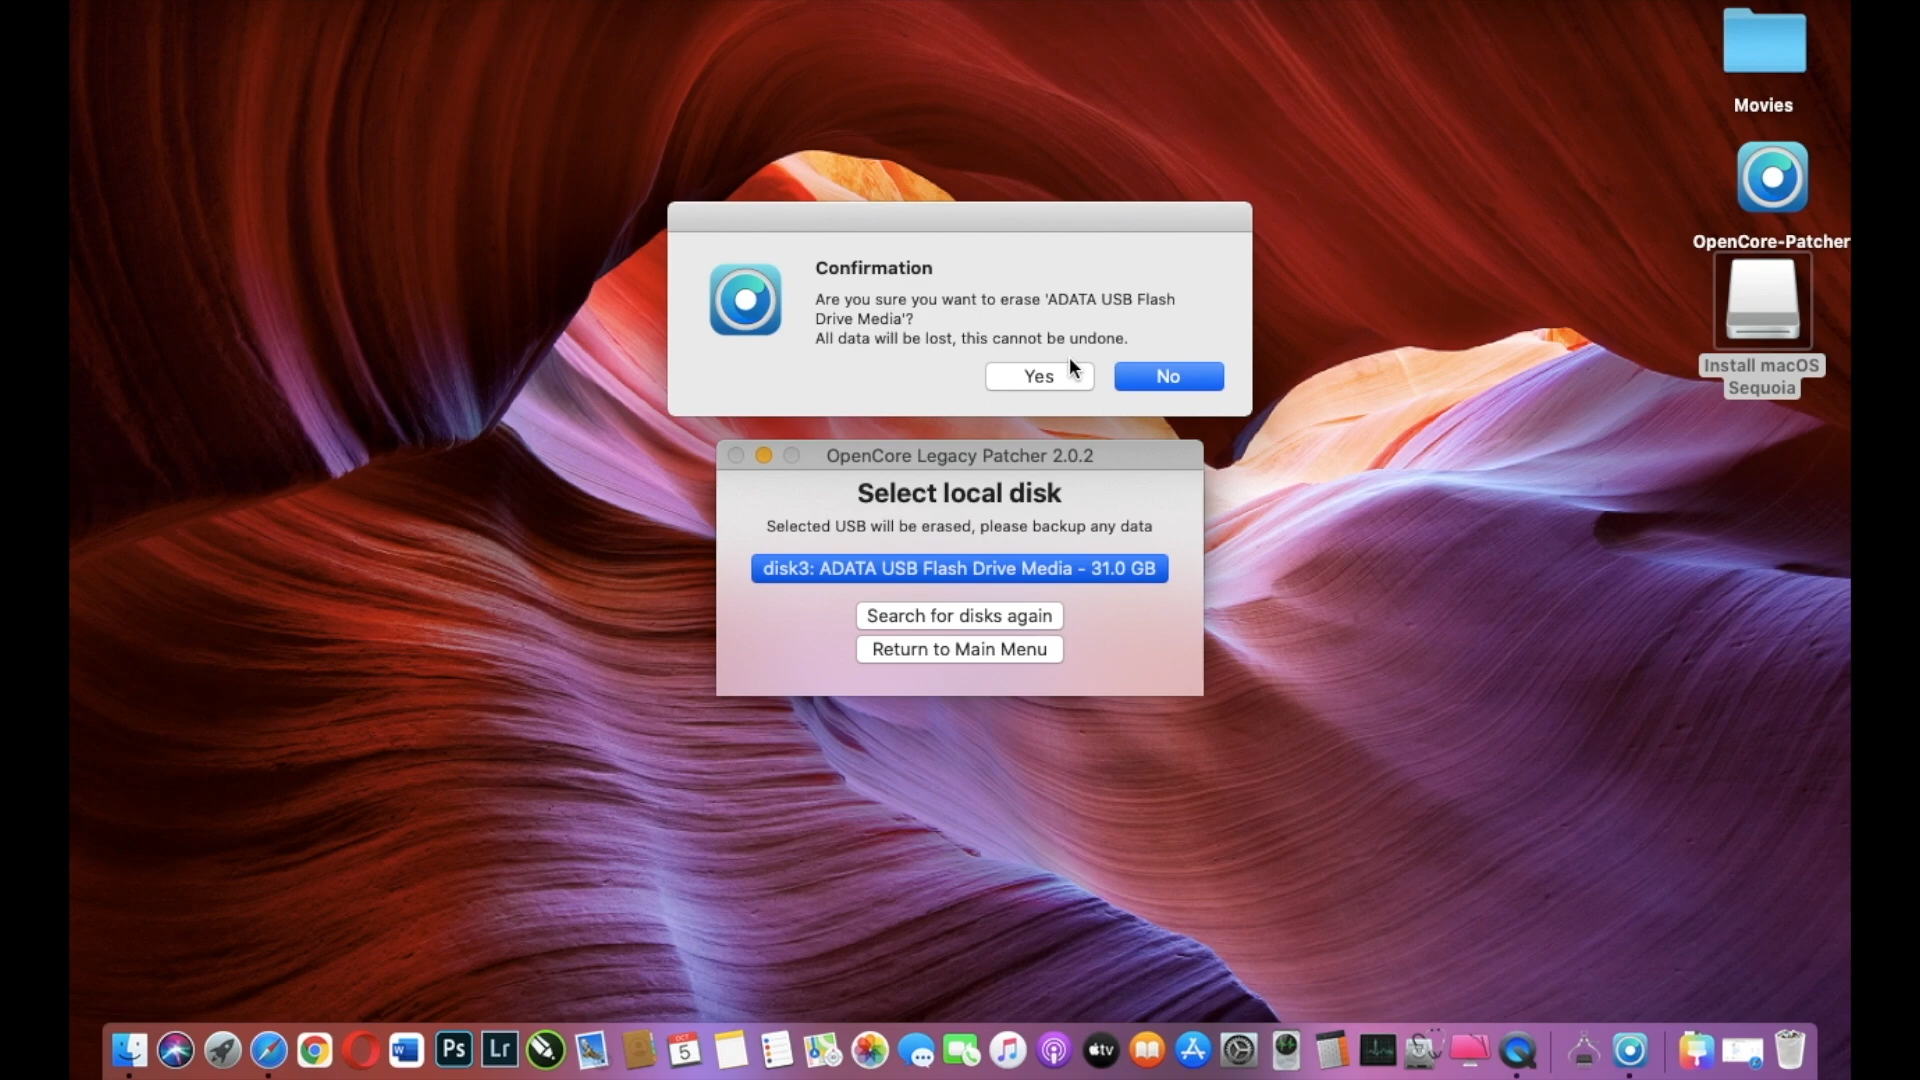 Movies
OpenCore-Patcher
Install macOS
Sequoia
Confirmation
Are you sure you want to erase 'ADATA USB Flash
Drive Media'?
All data will be lost, this cannot be undone.
Yes
No
OpenCore Legacy Patcher 2.0.2
Select local disk
Selected USB will be erased, please backup any data
disk3: ADATA USB Flash Drive Media - 31.0 GB
Search for disks again
Return to Main Menu
W
Ps
Lr
OCT
5
tv